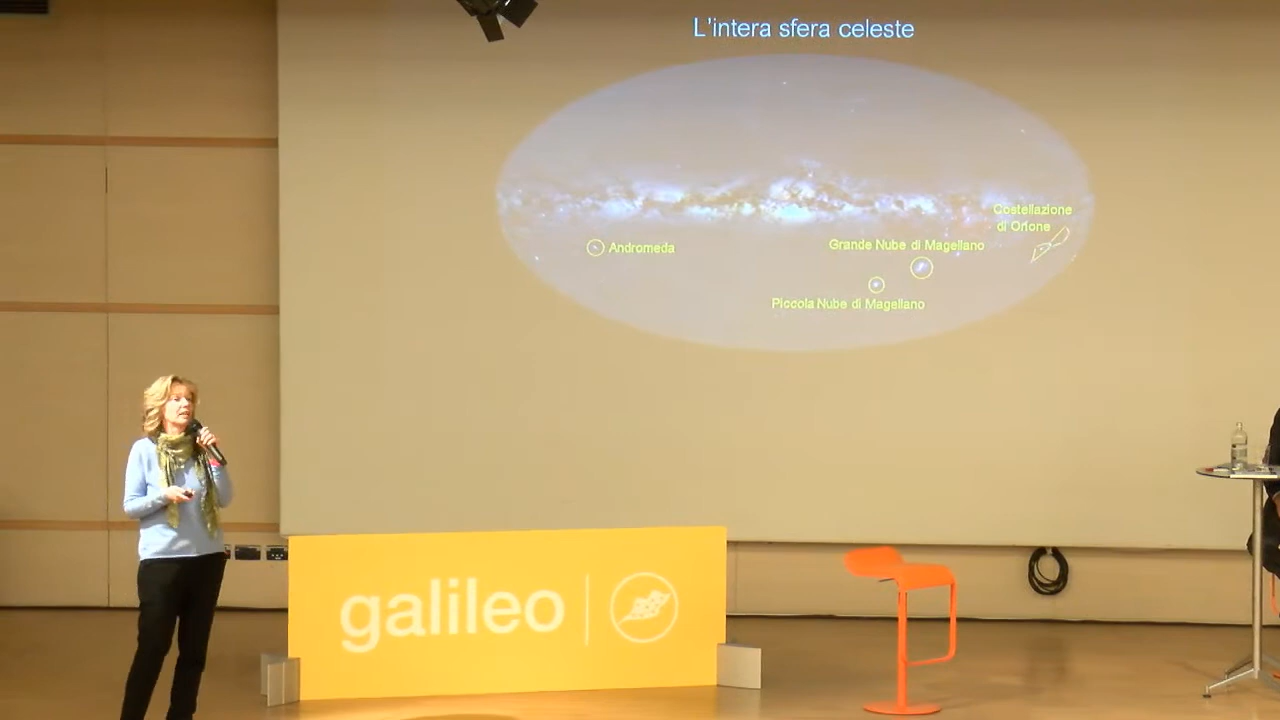 L'intera sfera celeste
Costellazione
di Orione
Andromeda
Grande Nube di Magellano
Piccola Nube di Magellano
galileo